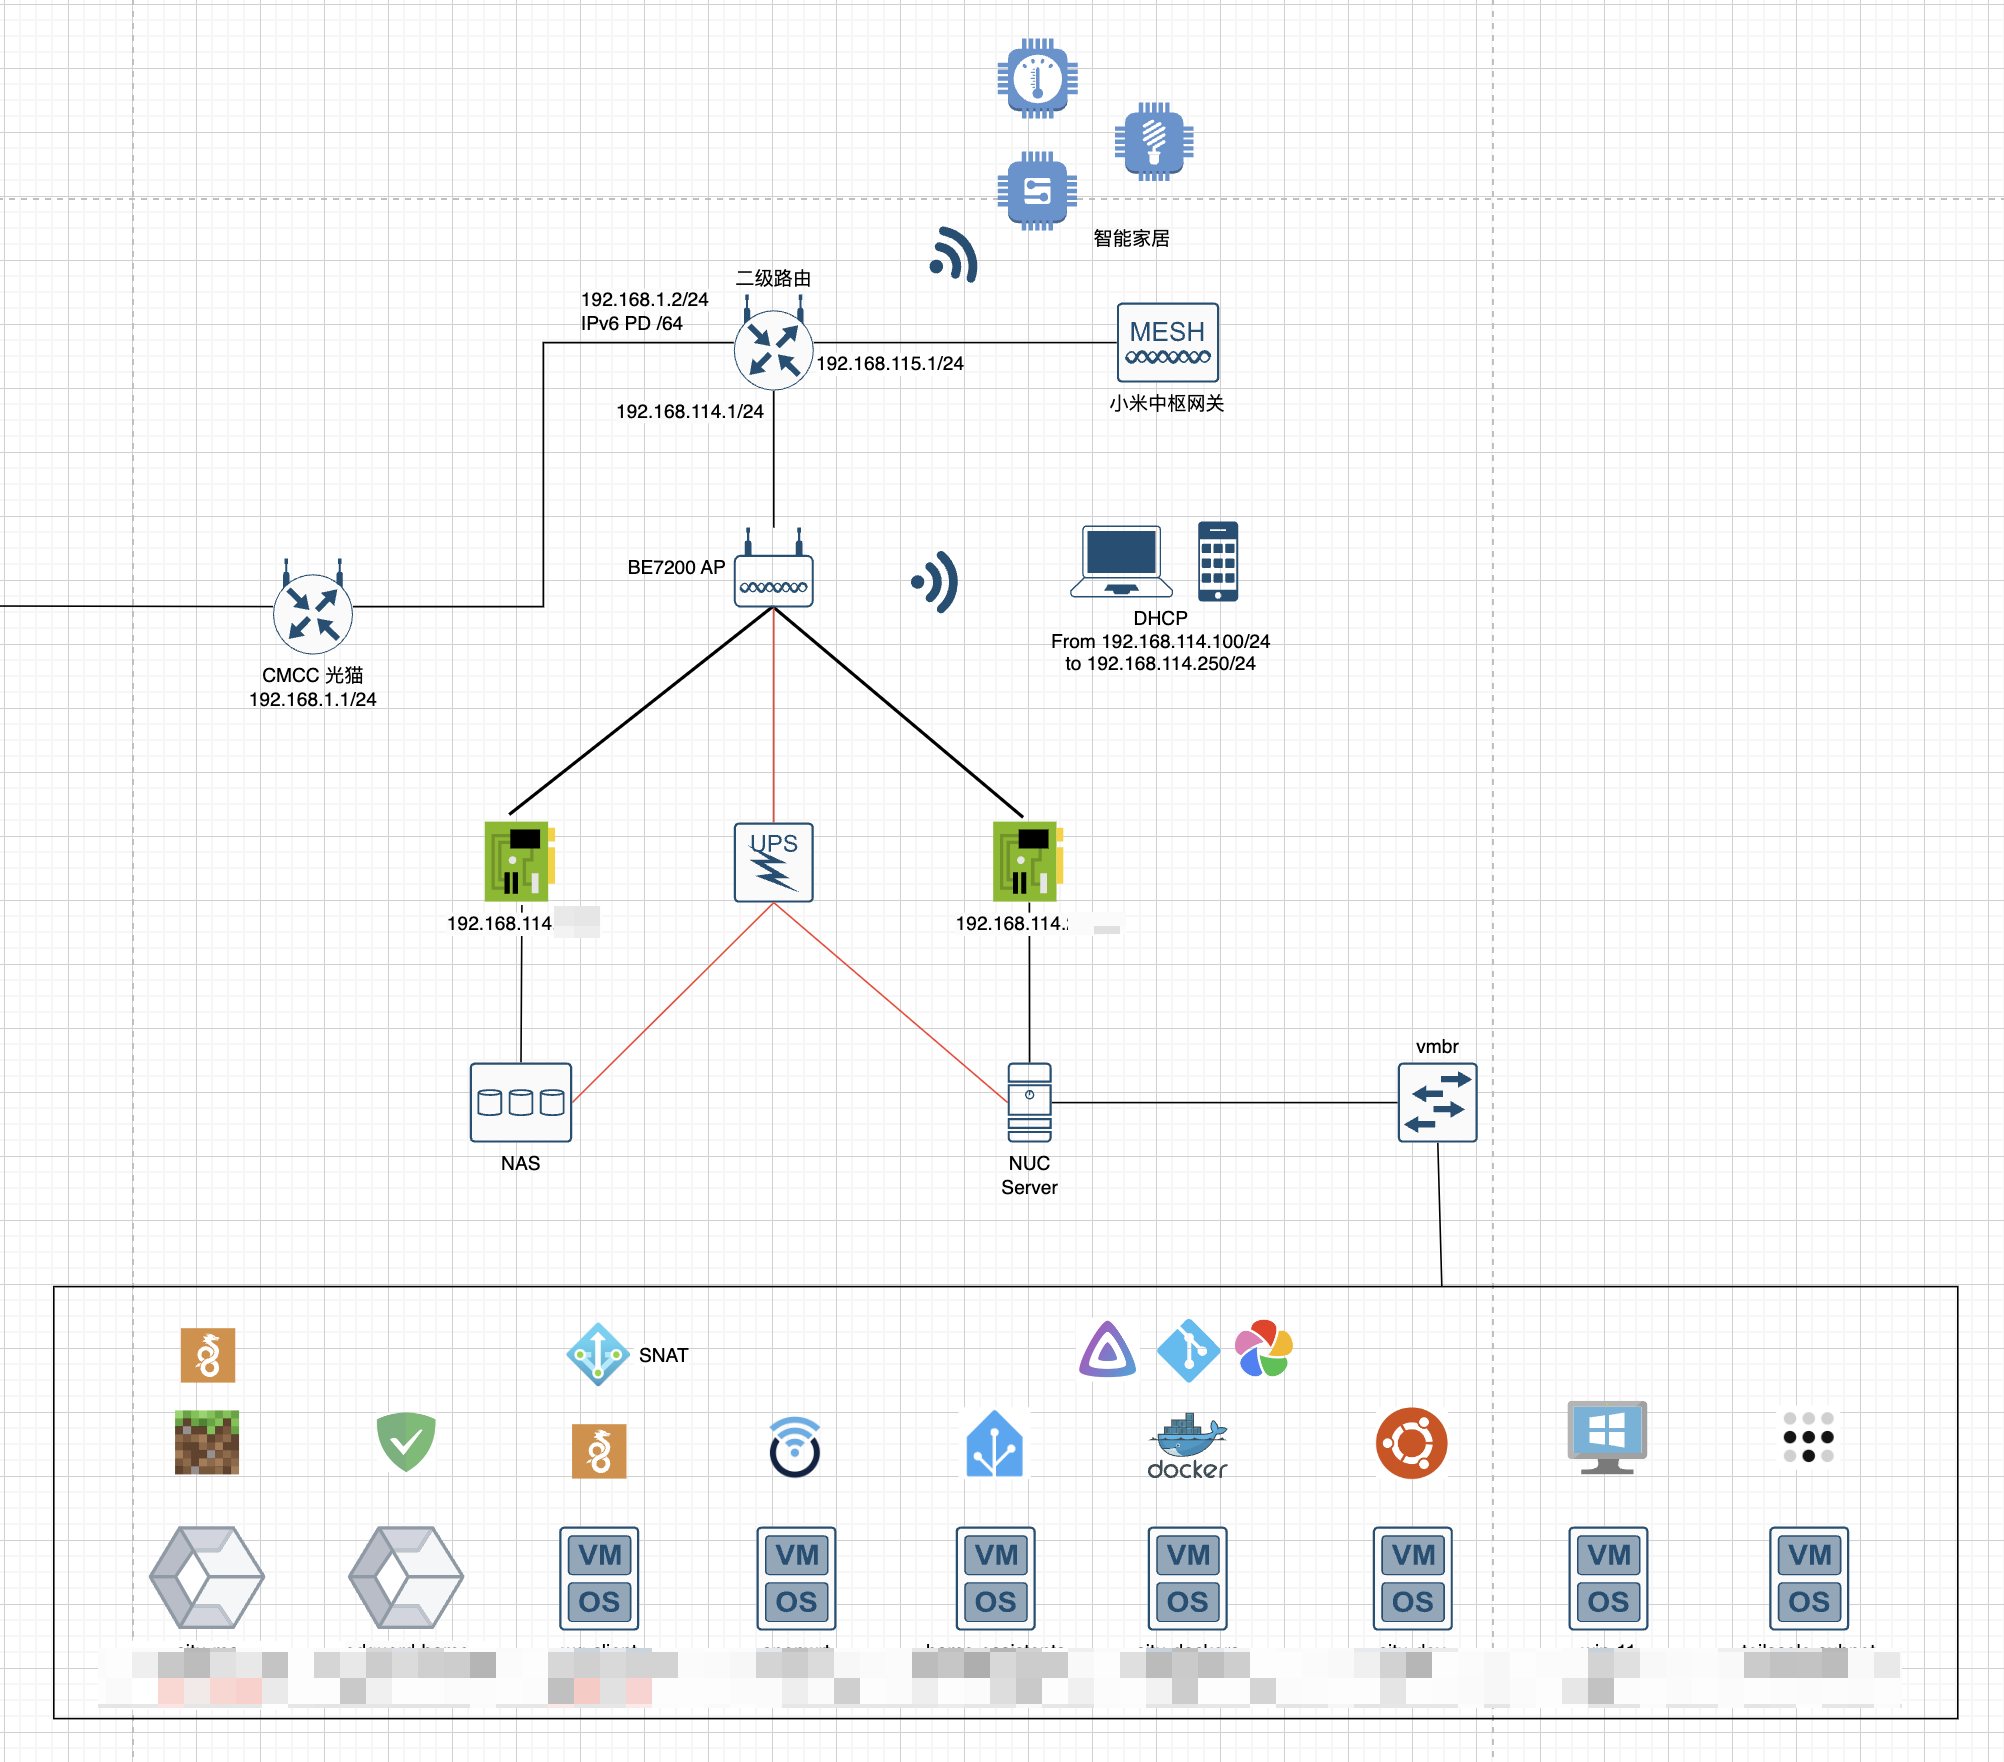 智能家居
二级路由
192.168.1.2/24
IPv6 PD /64
MESH
192.168.115.1/24
小米中枢网关
192.168.114.1/24
BE7200 AP
DHCP
From 192.168.114.100/24
to 192.168.114.250/24
CMCC 光猫
192.168.1.1/24
UPS
192.168.114.
192.168.114.
vmbr
NAS
NUC
Server
SNAT
docker
VM
OS
VM
OS
VM
OS
VM
OS
VM
OS
VM
OS
VM
OS